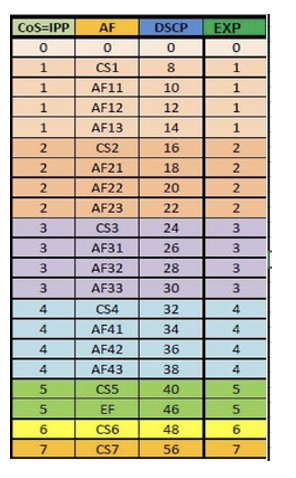 CoS=IPP AF DSCP EXP
0 0 0 0
1 CS1 8 1
1 AF11 10 1
1 AF12 12 1
1 AF13 14 1
2 CS2 16 2
2 AF21 18 2
2 AF22 20 2
2 AF23 22 2
3 CS3 24 3
3 AF31 26 3
3 AF32 28 3
3 AF33 30 3
4 CS4 32 4
4 AF41 34 4
4 AF42 36 4
4 AF43 38 4
5 CS5 40 5
5 EF 46 5
6 CS6 48 6
7 CS7 56 7